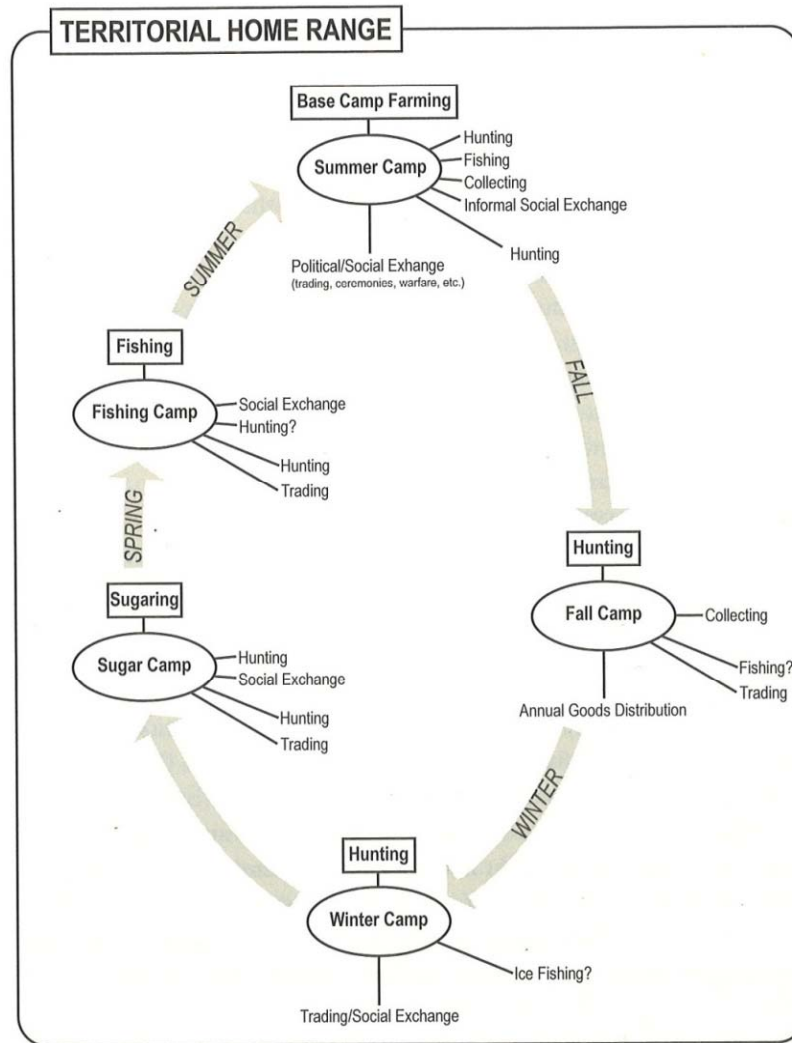 TERRITORIAL HOME RANGE
Base Camp Farming
Summer Camp
Hunting
Fishing
Collecting
Informal Social Exchange
Hunting
Political/Social Exhange
(trading, ceremonies, warfare, etc.)
SUMMER
FALL
Fishing
Fishing Camp
Social Exchange
Hunting?
Hunting
Trading
SPRING
Hunting
Fall Camp
Collecting
Fishing?
Trading
Annual Goods Distribution
Sugaring
Sugar Camp
Hunting
Social Exchange
Hunting
Trading
WINTER
Hunting
Winter Camp
Ice Fishing?
Trading/Social Exchange